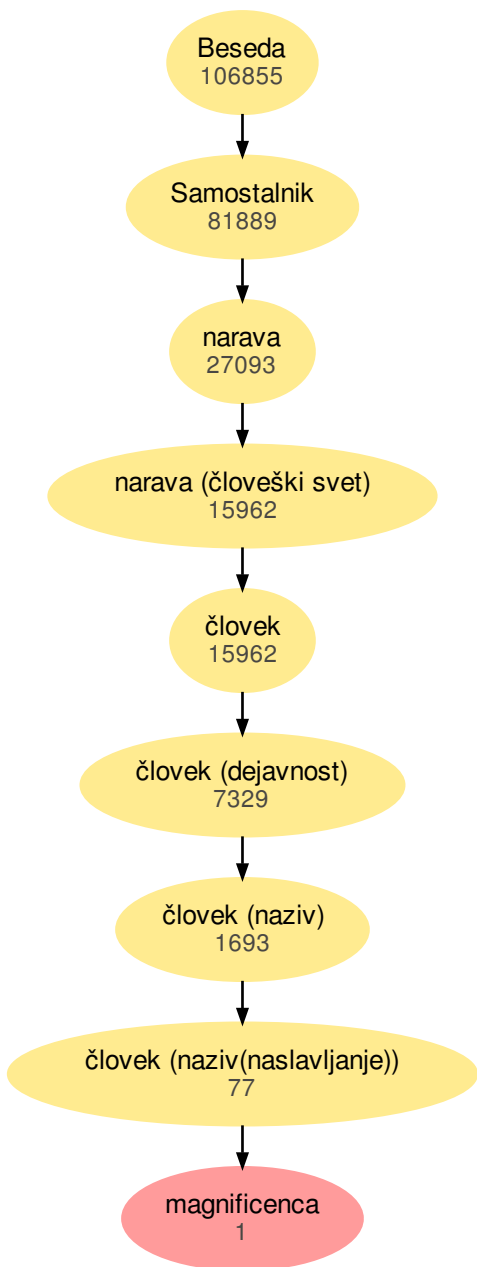 Beseda
106855
Samostalnik
81889
narava
27093
narava (človeški svet)
15962
človek
15962
človek (dejavnost)
7329
človek (naziv)
1693
človek (naziv(naslavljanje))
77
magnificenca
1